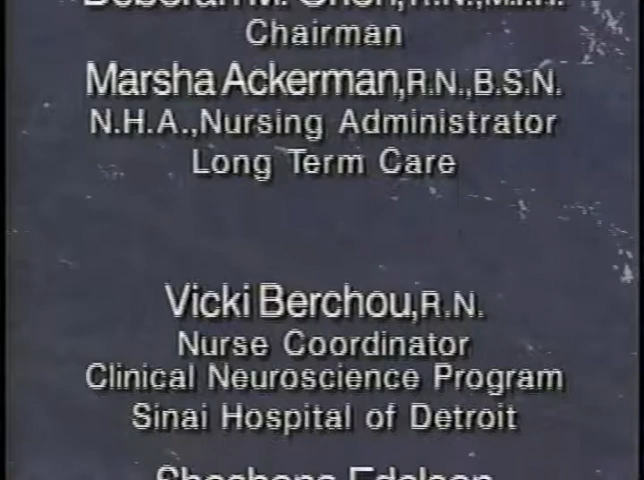 Chairman
Marsha Ackerman,R.N.,B.S.N.
N.H.A.,Nursing Administrator
Long Term Care
Vicki Berchou,R.N.
Nurse Coordinator
Clinical Neuroscience Program
Sinai Hospital of Detroit